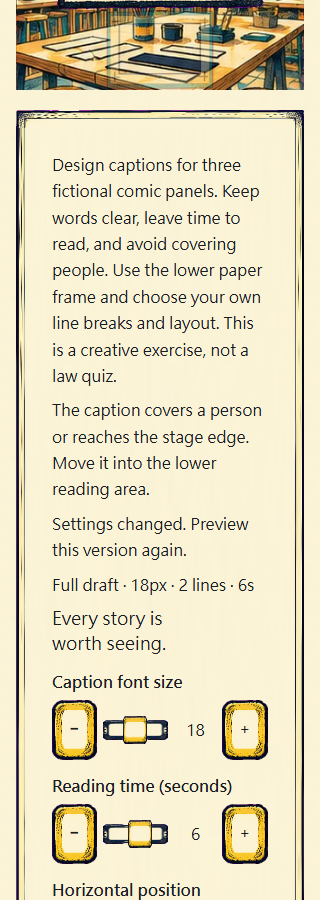 Design captions for three
fictional comic panels. Keep
words clear, leave time to
read, and avoid covering
people. Use the lower paper
frame and choose your own
line breaks and layout. This
is a creative exercise, not a
law quiz.
The caption covers a person
or reaches the stage edge.
Move it into the lower
reading area.
Settings changed. Preview
this version again.
Full draft · 18px · 2 lines · 6s
Every story is
worth seeing.
Caption font size
− 18 +
Reading time (seconds)
− 6 +
Horizontal position